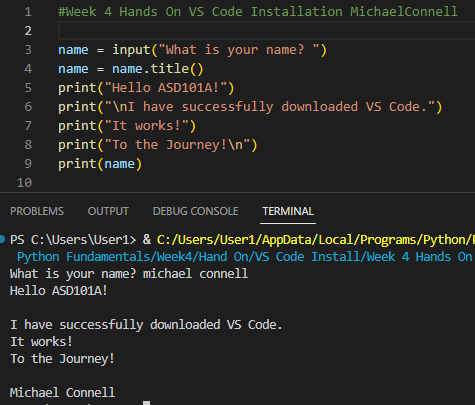 1 #Week 4 Hands On VS Code Installation MichaelConnell
2
3 name = input("What is your name? ")
4 name = name.title()
5 print("Hello ASD101A!")
6 print("\nI have successfully downloaded VS Code.")
7 print("It works!")
8 print("To the Journey!\n")
9 print(name)
10
PROBLEMS OUTPUT DEBUG CONSOLE TERMINAL
PS C:\Users\User1> & C:/Users/User1/AppData/Local/Programs/Python/
Python Fundamentals/Week4/Hand On/VS Code Install/Week 4 Hands On
What is your name? michael connell
Hello ASD101A!

I have successfully downloaded VS Code.
It works!
To the Journey!

Michael Connell